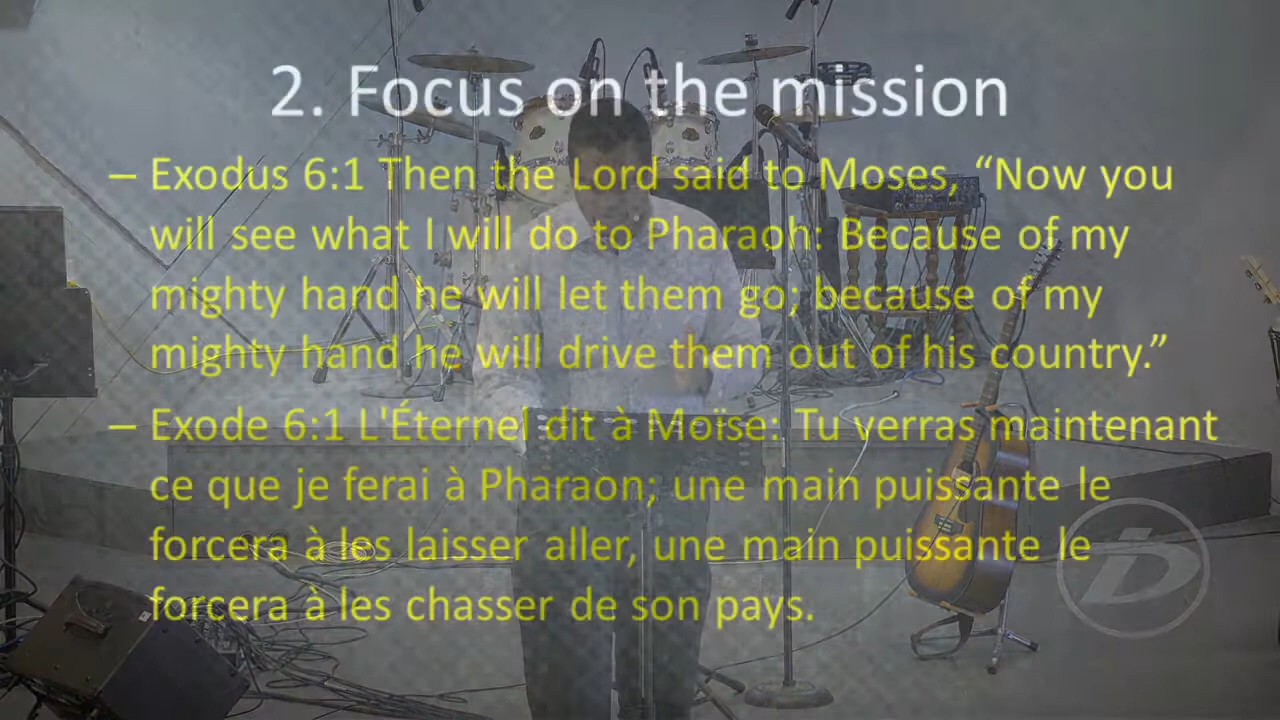 2. Focus on the mission
– Exodus 6:1 Then the Lord said to Moses, “Now you
will see what I will do to Pharaoh: Because of my
mighty hand he will let them go; because of my
mighty hand he will drive them out of his country.”
– Exode 6:1 L'Éternel dit à Moïse: Tu verras maintenant
ce que je ferai à Pharaon; une main puissante le
forcera à les laisser aller, une main puissante le
forcera à les chasser de son pays.